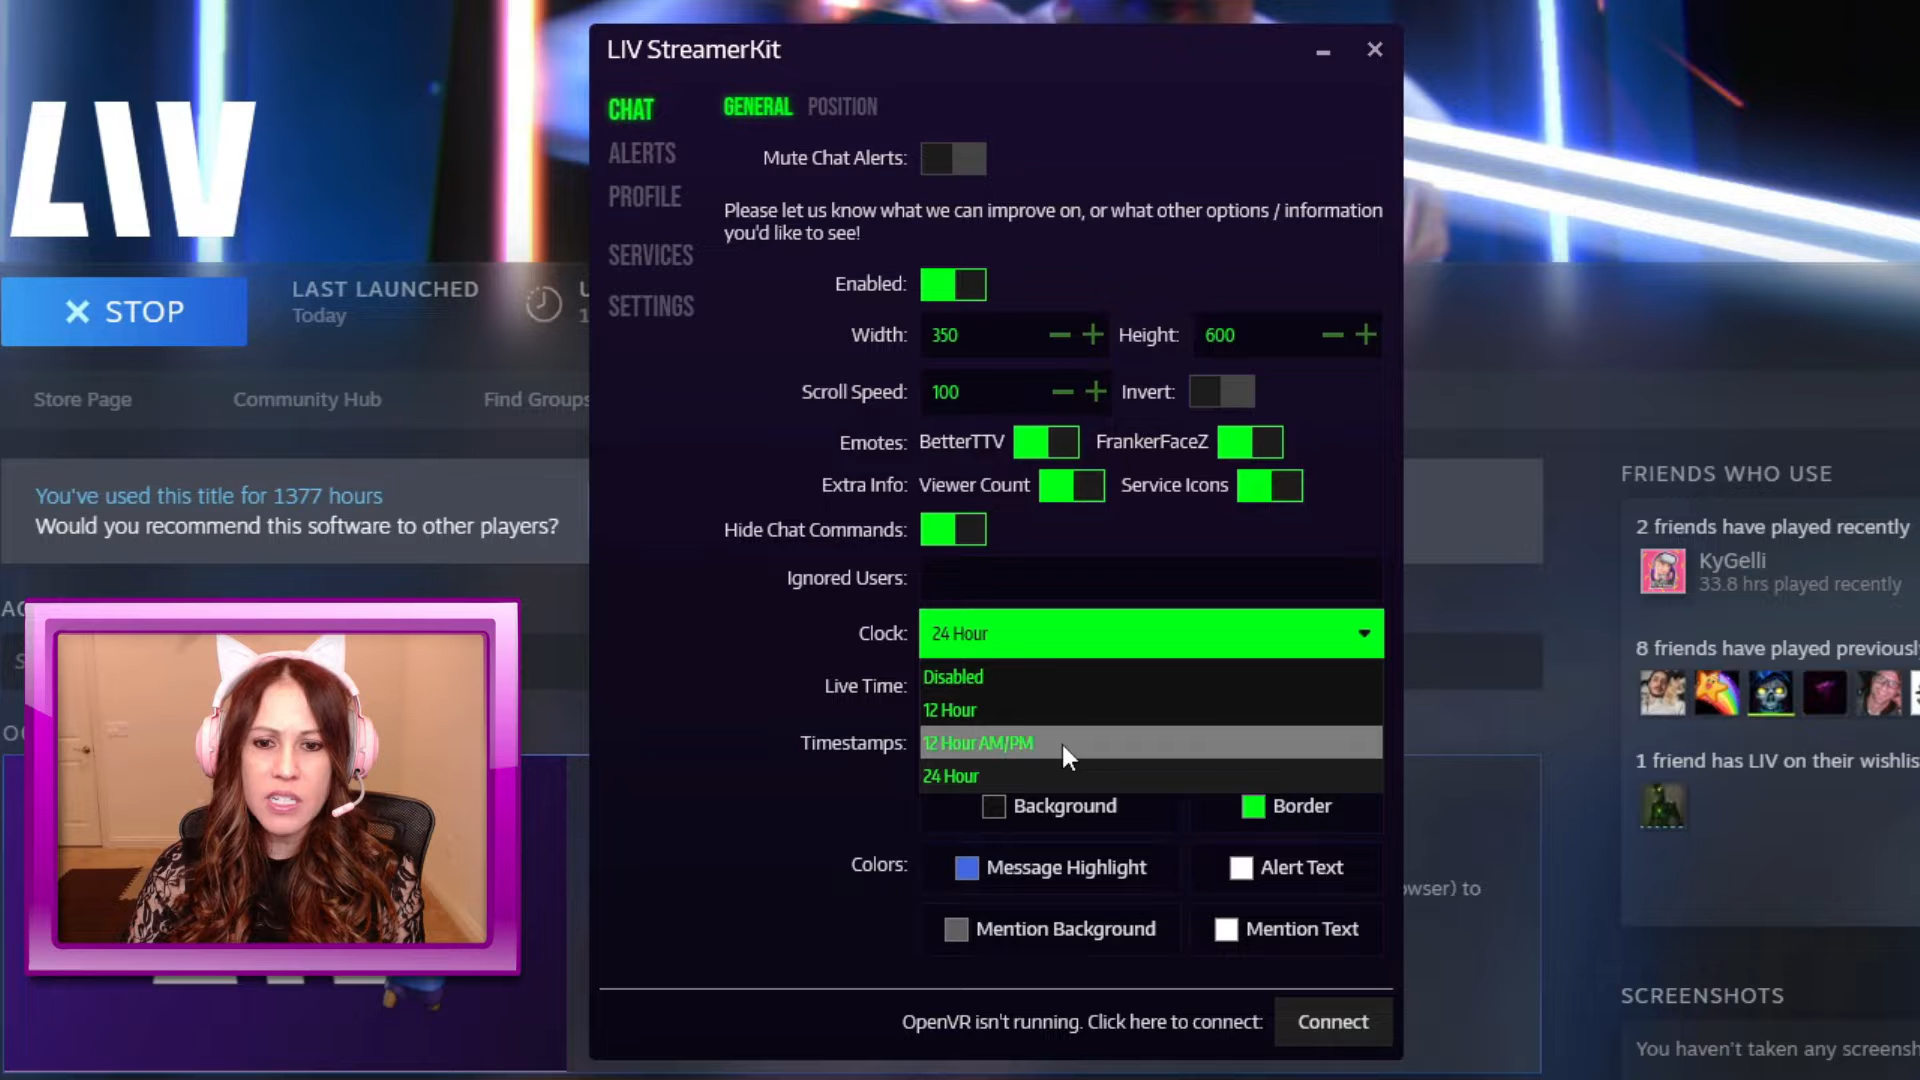 LIV StreamerKit
LIV
CHAT
ALERTS
PROFILE
SERVICES
SETTINGS
GENERAL POSITION
Mute Chat Alerts:
Please let us know what we can improve on, or what other options / information
you'd like to see!
Enabled:
Width: 350 Height: 600
Scroll Speed: 100 Invert:
Emotes: BetterTTV FrankerFaceZ
Extra Info: Viewer Count Service Icons
Hide Chat Commands:
Ignored Users:
Clock: 24 Hour
Disabled
Live Time:
12 Hour
Timestamps: 12 Hour AM/PM
24 Hour
Background Border
Colors: Message Highlight Alert Text
Mention Background Mention Text
OpenVR isn't running. Click here to connect: Connect
STOP
LAST LAUNCHED
Today
Store Page Community Hub Find Groups
You've used this title for 1377 hours
Would you recommend this software to other players?
FRIENDS WHO USE
2 friends have played recently
KyGelli
33.8 hrs played recently
8 friends have played previously
1 friend has LIV on their wishlis
to
SCREENSHOTS
You haven't taken any screensh